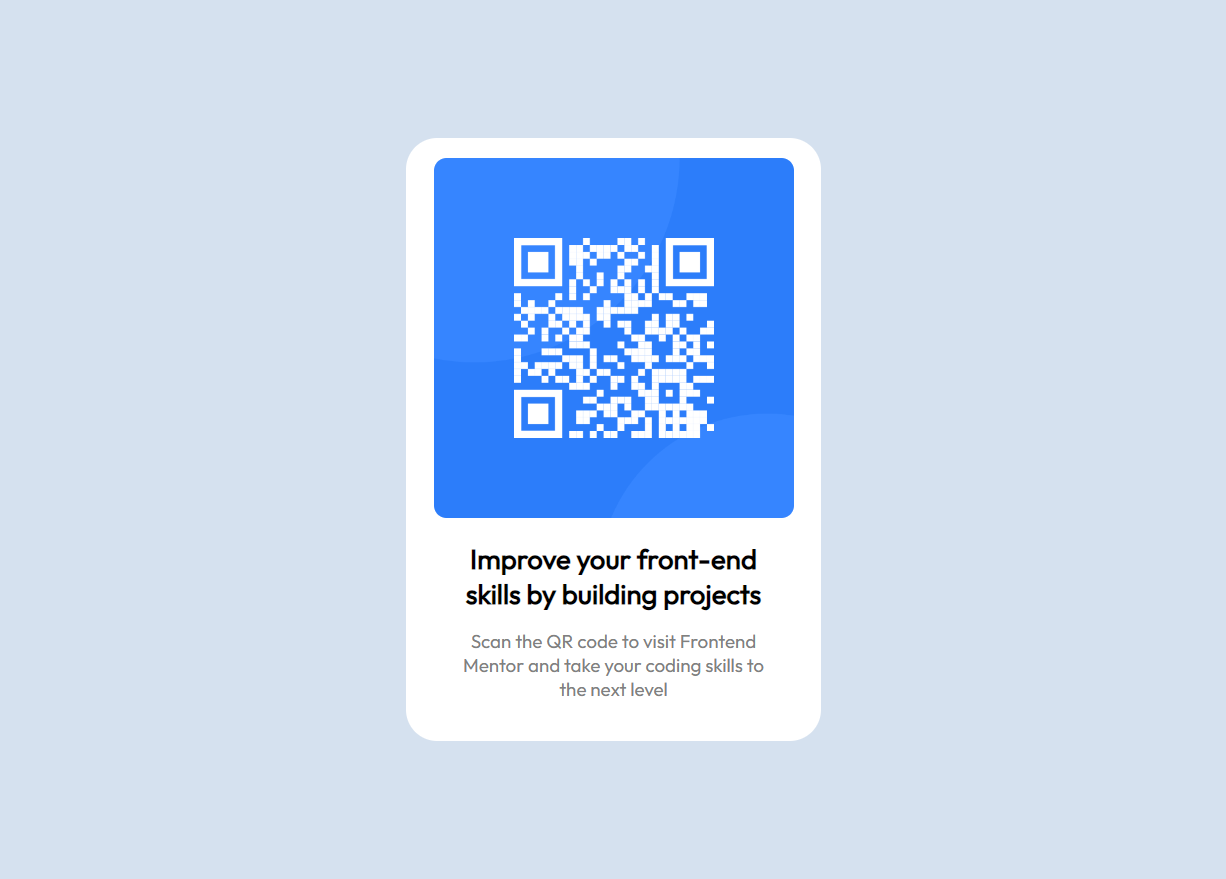 Improve your front-end
skills by building projects
Scan the QR code to visit Frontend
Mentor and take your coding skills to
the next level